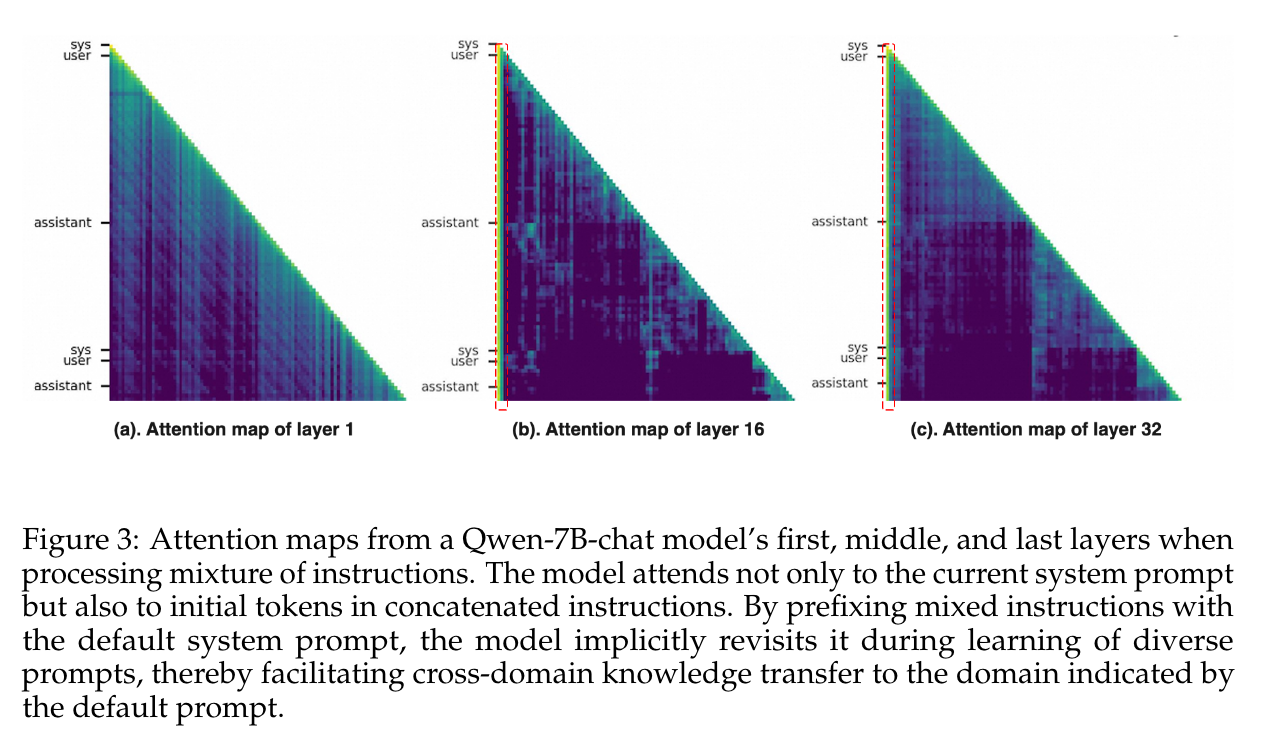 sys
user
assistant
sys
user
assistant
(a). Attention map of layer 1
sys
user
assistant
sys
user
assistant
(b). Attention map of layer 16
sys
user
assistant
sys
user
assistant
(c). Attention map of layer 32
Figure 3: Attention maps from a Qwen-7B-chat model's first, middle, and last layers when
processing mixture of instructions. The model attends not only to the current system prompt
but also to initial tokens in concatenated instructions. By prefixing mixed instructions with
the default system prompt, the model implicitly revisits it during learning of diverse
prompts, thereby facilitating cross-domain knowledge transfer to the domain indicated by
the default prompt.